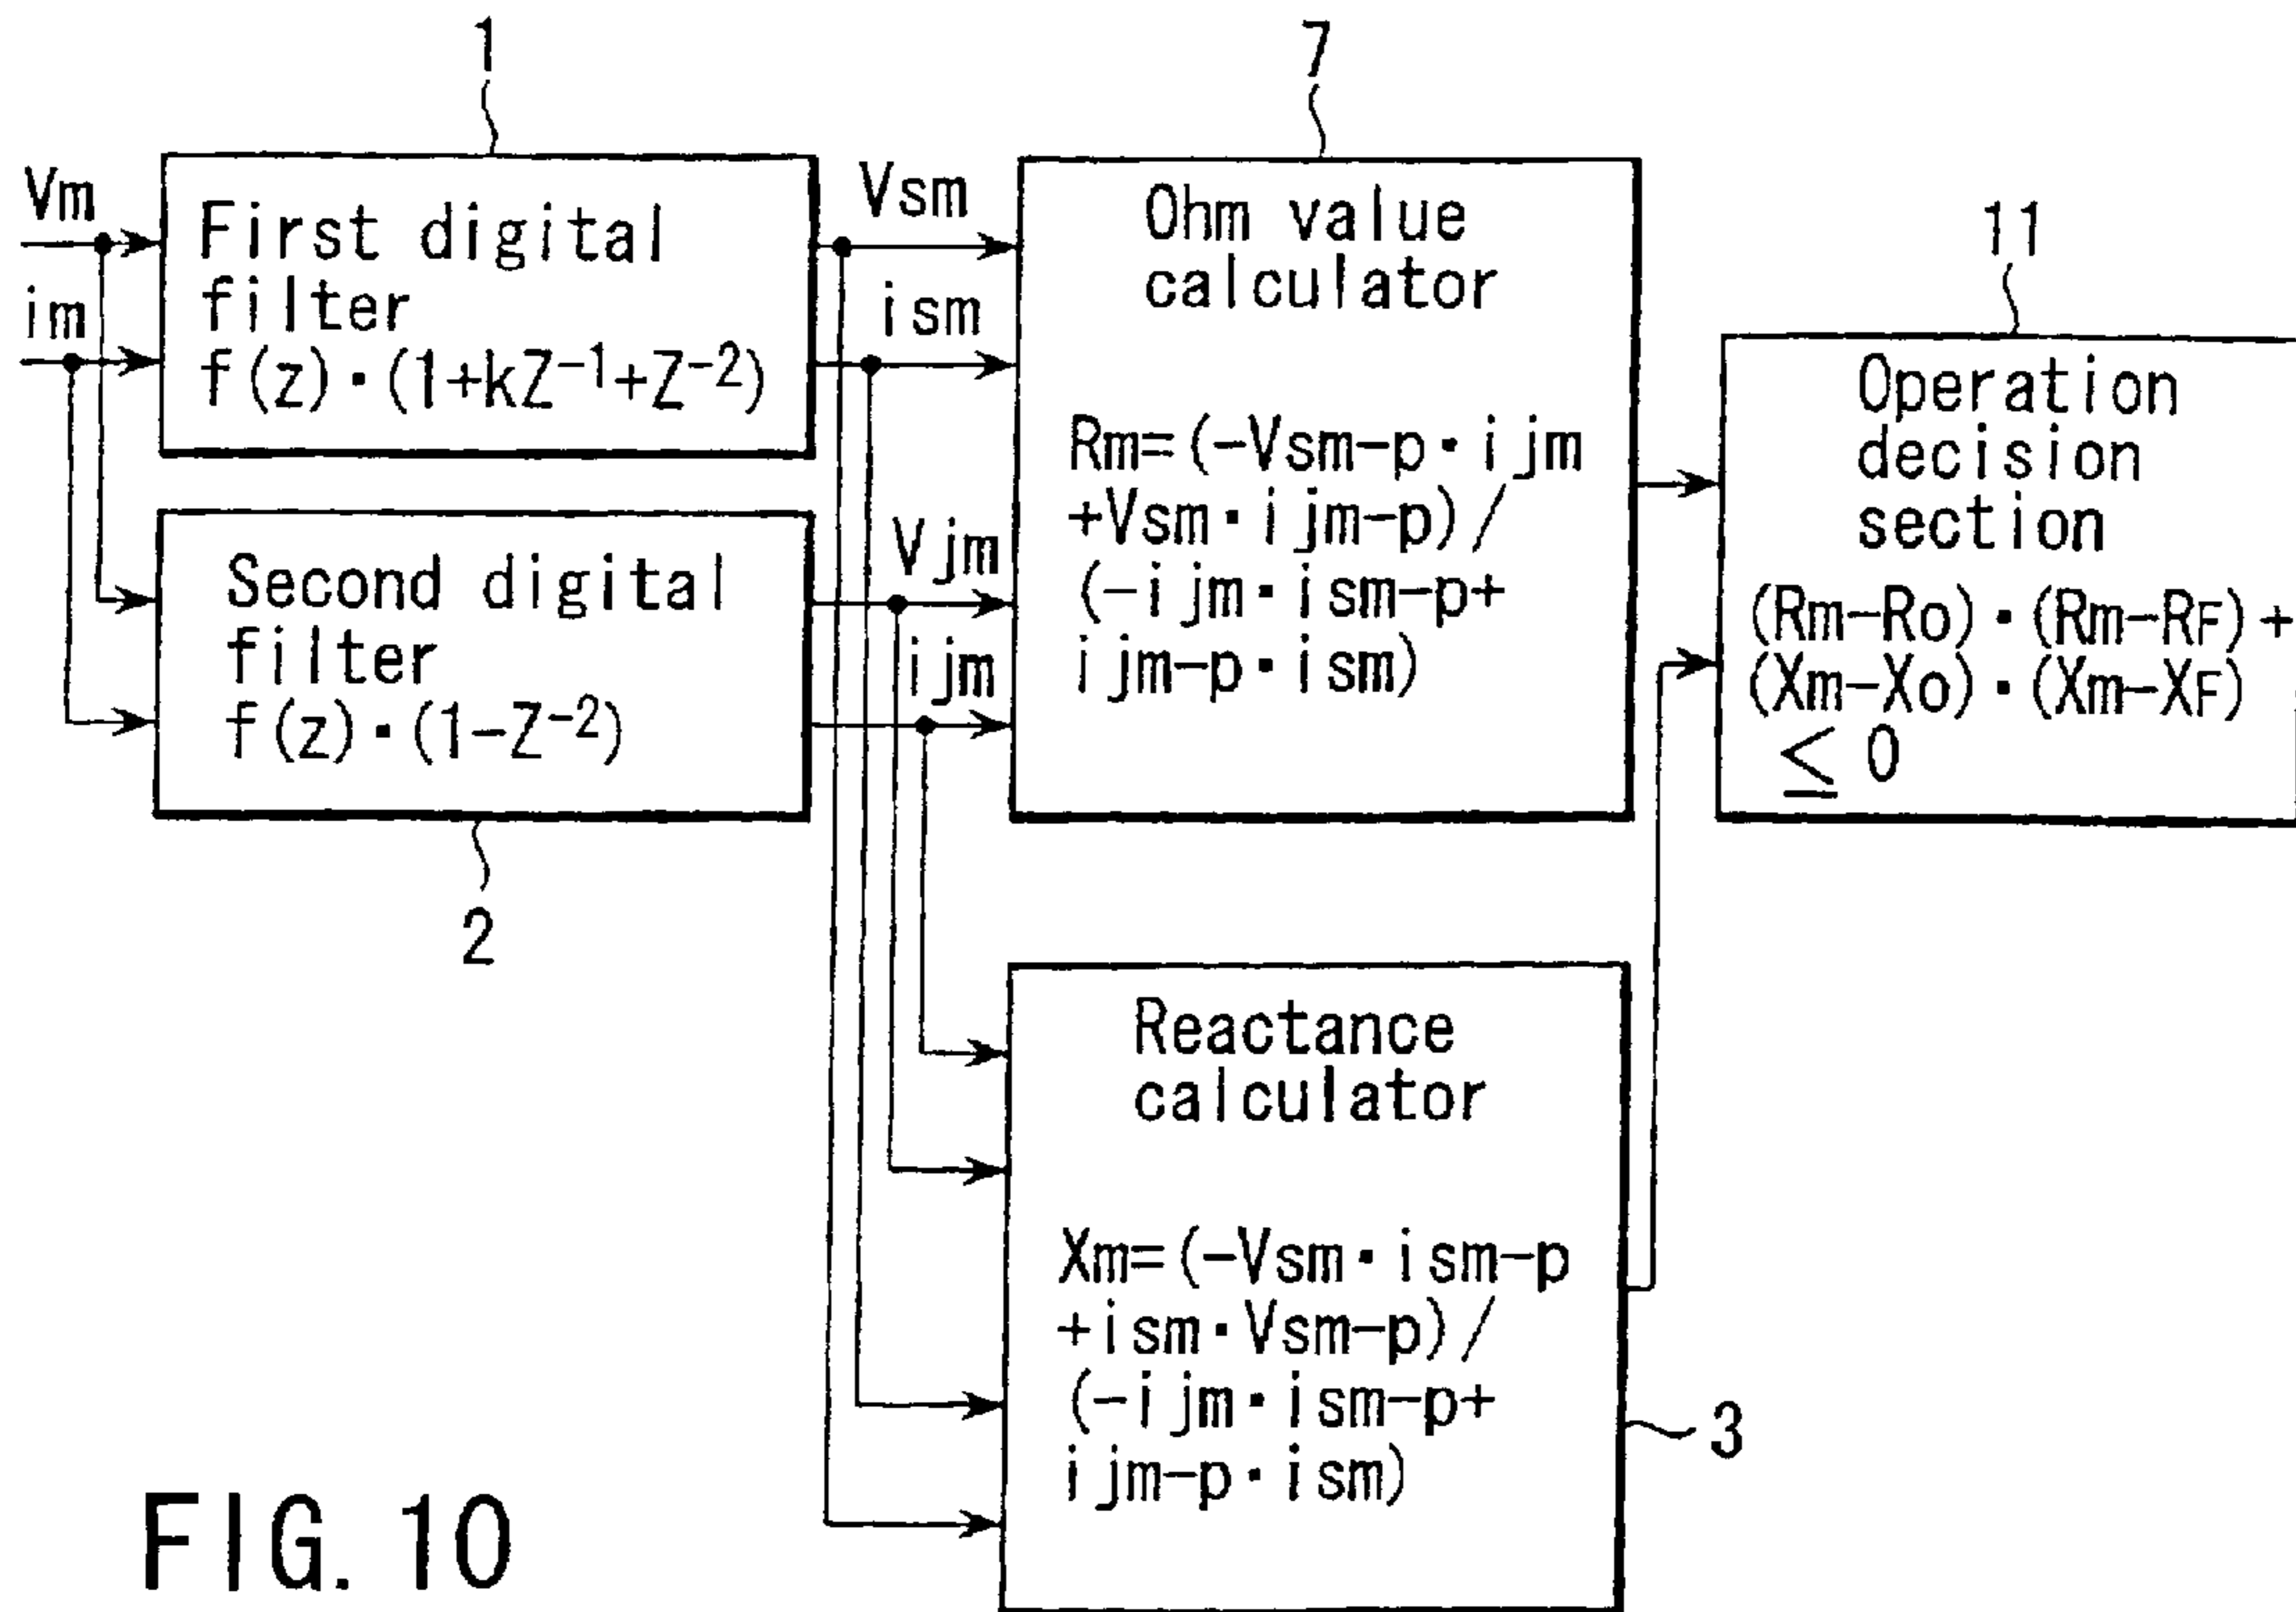 1
Vm
im
First digital
filter
f(z)·(1+kZ⁻¹+Z⁻²)
Second digital
filter
f(z)·(1-Z⁻²)
2
Vsm
ism
Vjm
ijm
7
Ohm value
calculator
Rm=(-Vsm-p·ijm
+Vsm·ijm-p)/
(-ijm·ism-p+
ijm-p·ism)
Reactance
calculator
Xm=(-Vsm·ism-p
+ism·Vsm-p)/
(-ijm·ism-p+
ijm-p·ism)
3
11
Operation
decision
section
(Rm-Ro)·(Rm-RF)+
(Xm-Xo)·(Xm-XF)
≤ 0
FIG. 10